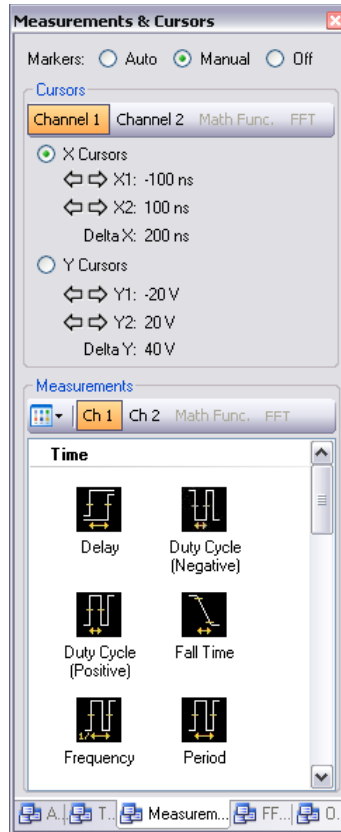 Measurements & Cursors
Markers: Auto Manual Off
Cursors
Channel 1 Channel 2 Math Func. FFT
X Cursors
X1: -100 ns
X2: 100 ns
Delta X: 200 ns
Y Cursors
Y1: -20 V
Y2: 20 V
Delta Y: 40 V
Measurements
Ch 1 Ch 2 Math Func. FFT
Time
Delay Duty Cycle (Negative)
Duty Cycle (Positive) Fall Time
Frequency Period
A. T.. Measurem... FF... O.